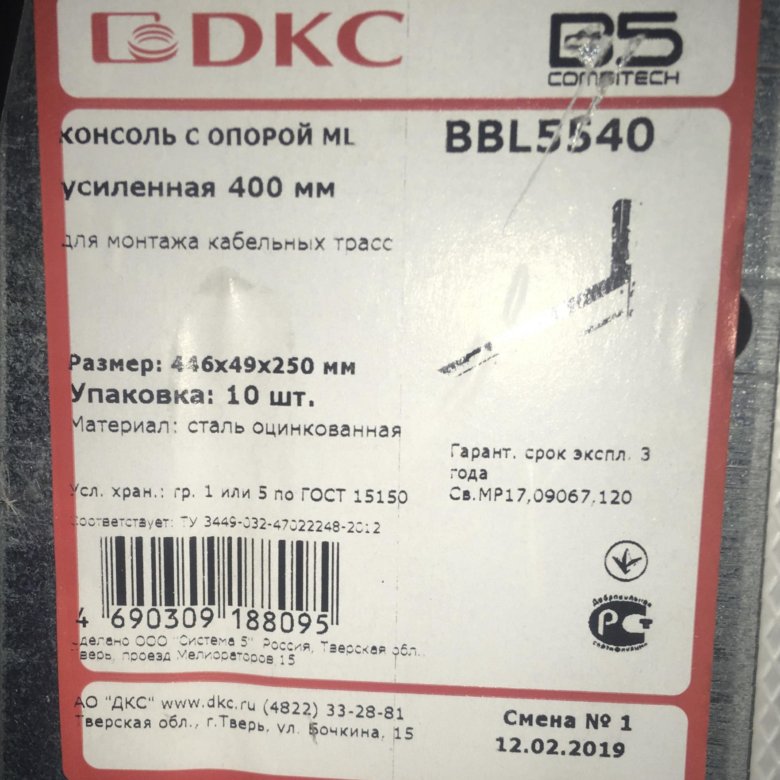 DKC
B5
COMBITECH
КОНСОЛЬ С ОПОРОЙ ML
BBL5540
усиленная 400 мм
для монтажа кабельных трасс
Размер: 446х49х250 мм
Упаковка: 10 шт.
Материал: сталь оцинкованная
Гарант. срок экспл. 3
года
Св.МР17,09067,120
Усл. хран.: гр. 1 или 5 по ГОСТ 15150
Соответствует: ТУ 3449-032-47022248-2012
4 690309 188095
Добровольная
РСТ
сертификация
Сделано ООО "Система 5" Россия, Тверская обл.,
Тверь, проезд Мелиораторов,15
АО "ДКС" www.dkc.ru (4822) 33-28-81
Тверская обл., г.Тверь, ул. Бочкина, 15
Смена № 1
12.02.2019